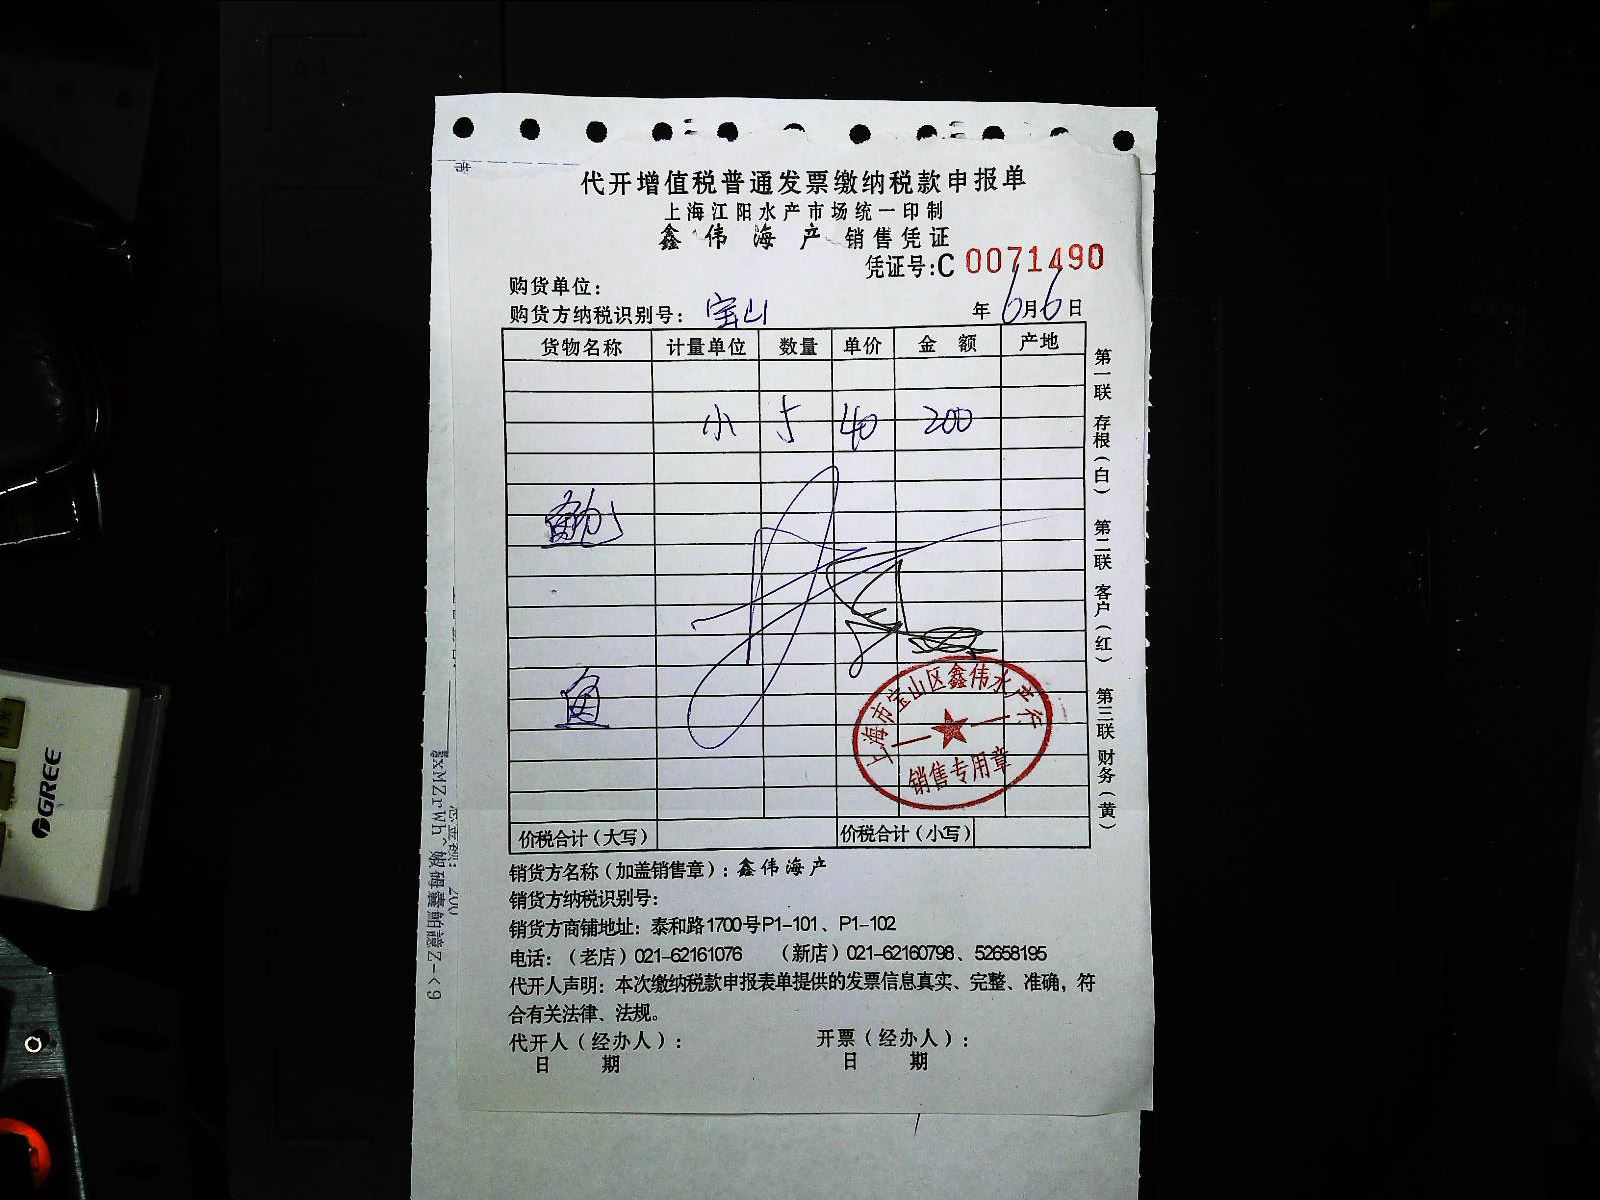 代开增值税普通发票缴纳税款申报单
上海江阳水产市场统一印制
鑫伟海产销售凭证
凭证号:C 0071490
购货单位:
购货方纳税识别号: 宝山 年6月6日
货物名称 计量单位 数量 单价 金额 产地
小 5 40 200
鲍
鱼
上海市宝山区鑫伟水产行
销售专用章
价税合计(大写) 价税合计(小写)
第一联 存根(白) 第二联 客户(红) 第三联 财务(黄)
销货方名称(加盖销售章): 鑫伟海产
销货方纳税识别号:
销货方商铺地址: 泰和路1700号P1-101、P1-102
电话:(老店)021-62161076 (新店)021-62160798、52658195
代开人声明: 本次缴纳税款申报表单提供的发票信息真实、完整、准确, 符
合有关法律、法规。
代开人(经办人): 开票(经办人):
日期 日期
GREE